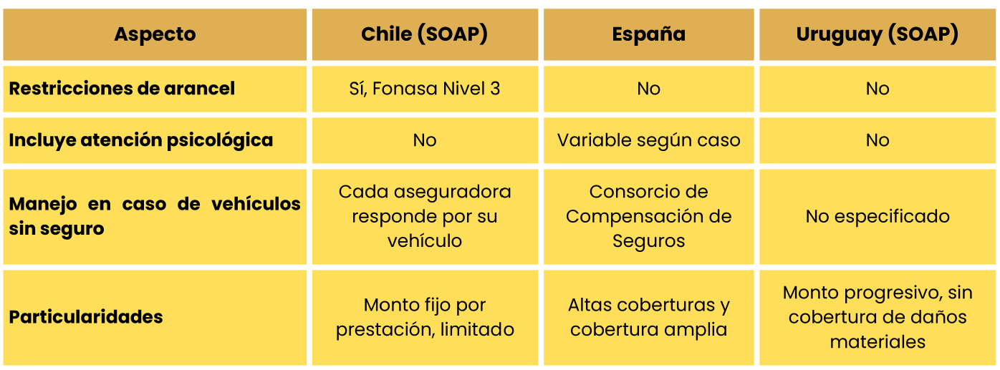 Aspecto
Chile (SOAP)
España
Uruguay (SOAP)
Restricciones de arancel
Sí, Fonasa Nivel 3
No
No
Incluye atención psicológica
No
Variable según caso
No
Manejo en caso de vehículos
sin seguro
Cada aseguradora
responde por su
vehículo
Consorcio de
Compensación de
Seguros
No especificado
Particularidades
Monto fijo por
prestación, limitado
Altas coberturas y
cobertura amplia
Monto progresivo, sin
cobertura de daños
materiales